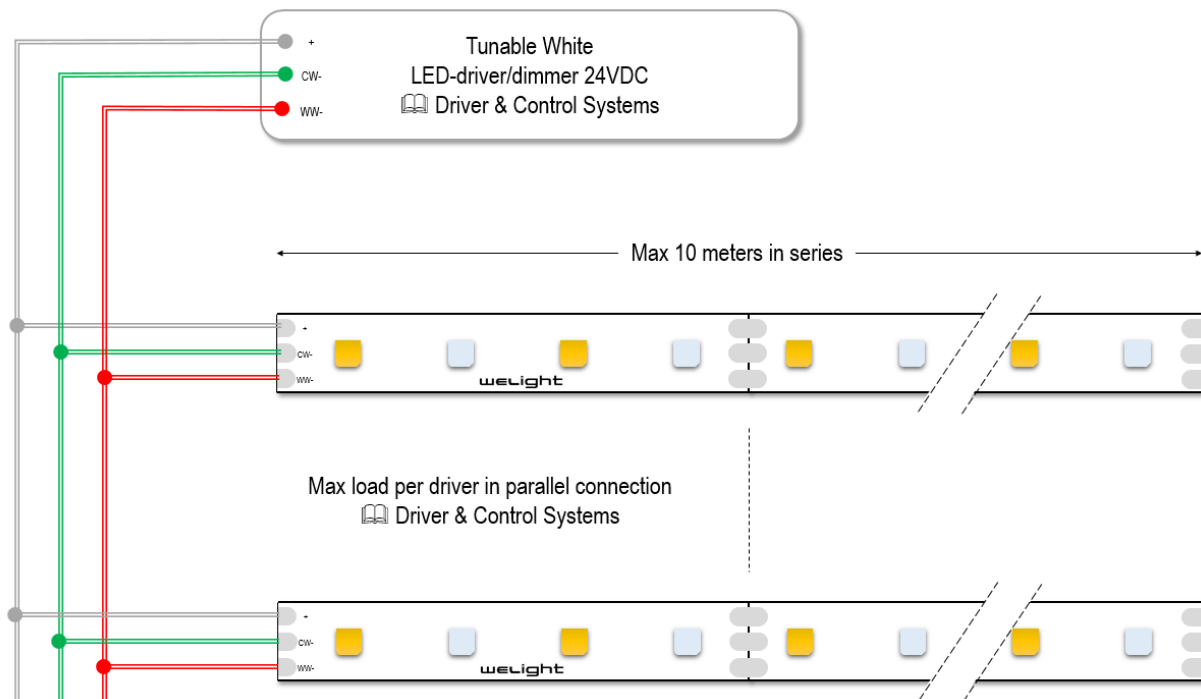 +
Tunable White
CW-
LED-driver/dimmer 24VDC
WW-
Driver & Control Systems
Max 10 meters in series
+
CW-
WW-
welight
Max load per driver in parallel connection
Driver & Control Systems
+
CW-
WW-
welight